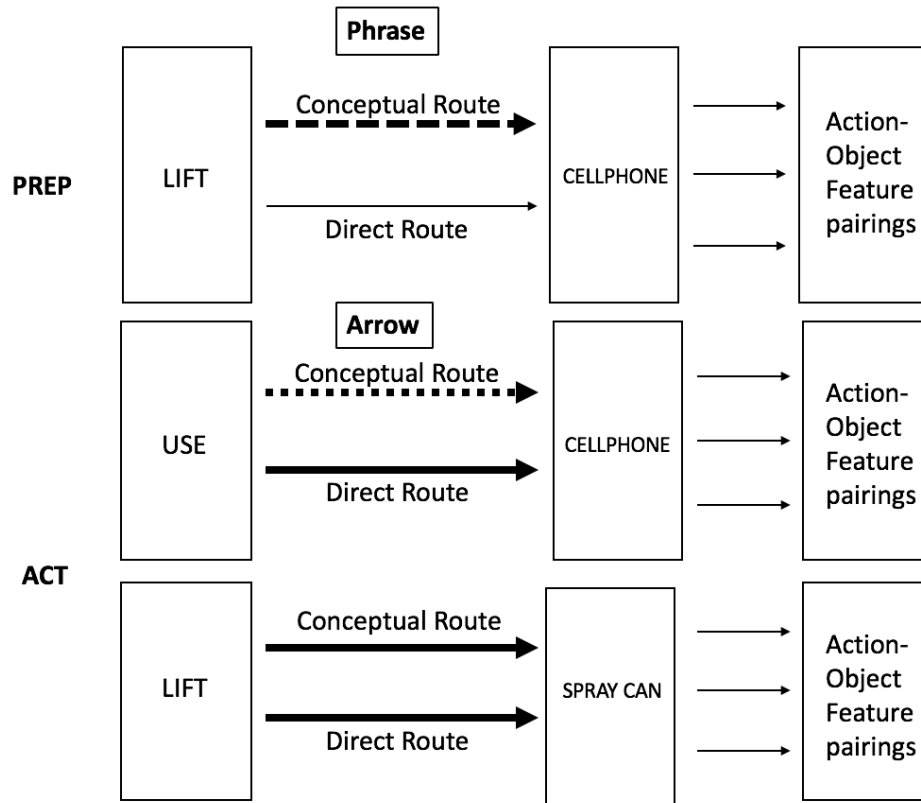 Phrase
PREP
LIFT
Conceptual Route
Direct Route
CELLPHONE
Action-
Object
Feature
pairings
Arrow
USE
Conceptual Route
Direct Route
CELLPHONE
Action-
Object
Feature
pairings
ACT
LIFT
Conceptual Route
Direct Route
SPRAY CAN
Action-
Object
Feature
pairings